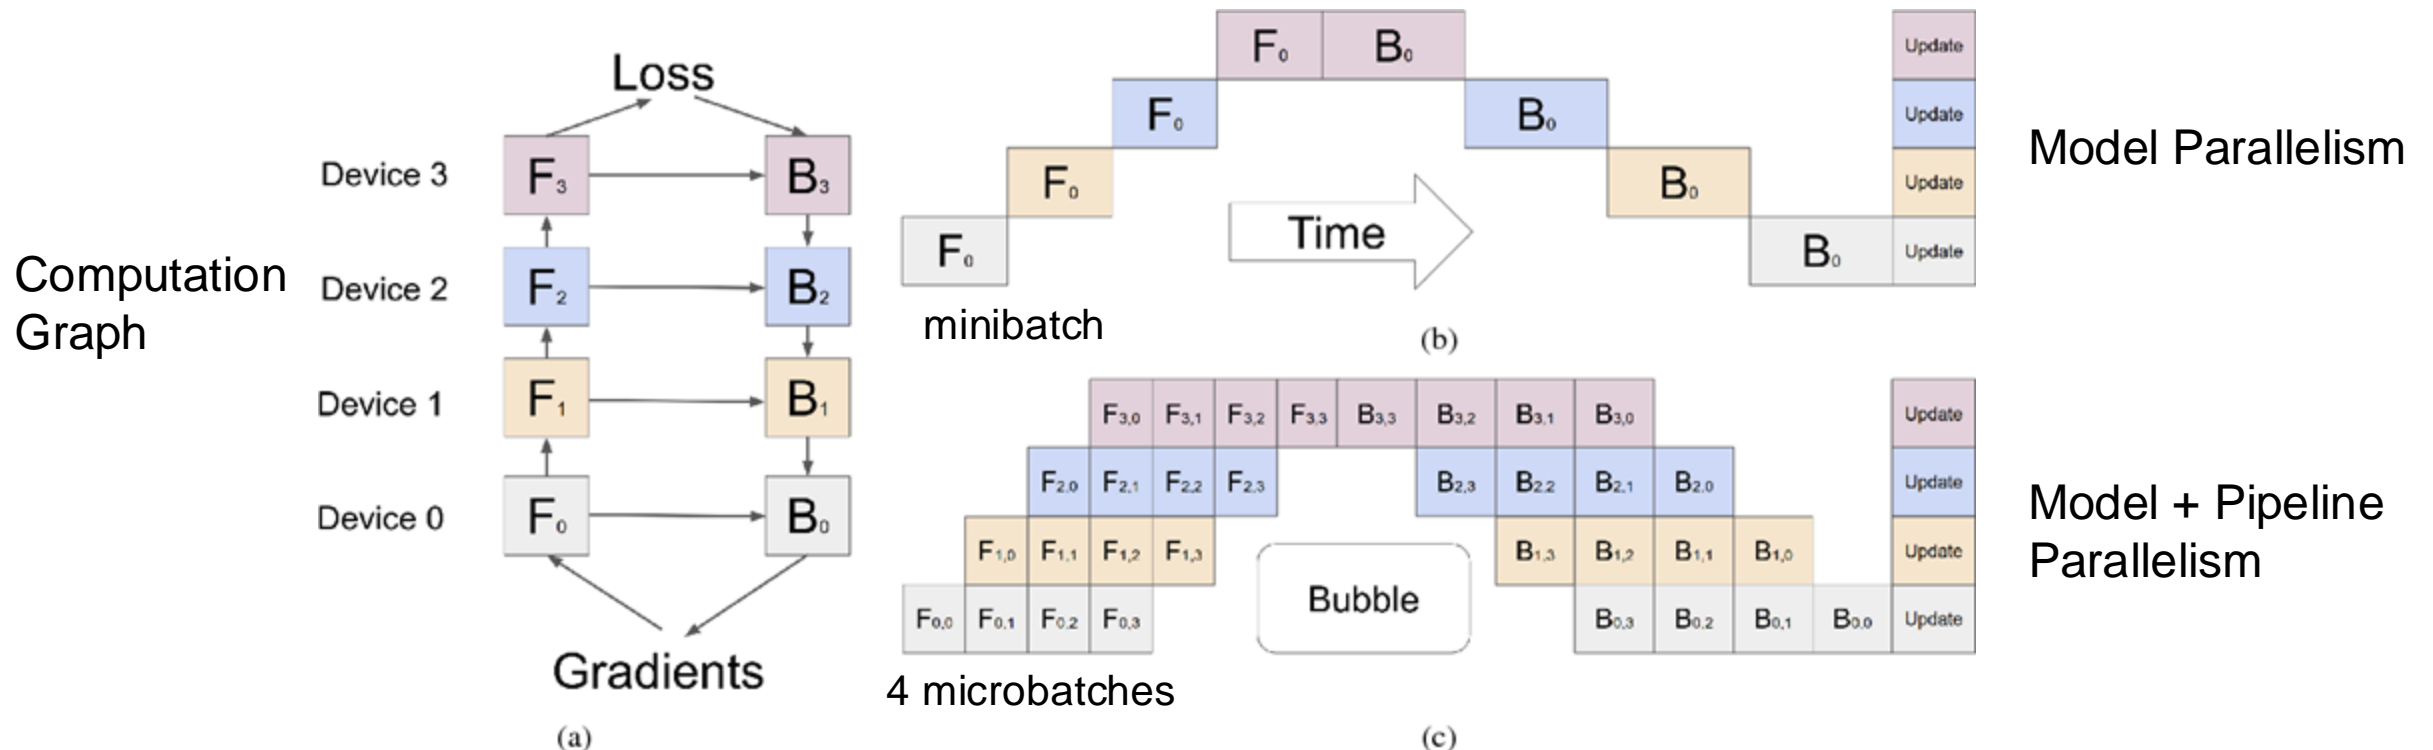 Computation
Graph
Loss
Device 3
F3
B3
Device 2
F2
B2
Device 1
F1
B1
Device 0
F0
B0
Gradients
(a)
F0 B0 Update
F0 B0 Update
F0 B0 Update
Time
F0 B0 Update
minibatch
(b)
Model Parallelism
F3,0 F3,1 F3,2 F3,3 B3,3 B3,2 B3,1 B3,0 Update
F2,0 F2,1 F2,2 F2,3 B2,3 B2,2 B2,1 B2,0 Update
F1,0 F1,1 F1,2 F1,3 B1,3 B1,2 B1,1 B1,0 Update
Bubble
F0,0 F0,1 F0,2 F0,3 B0,3 B0,2 B0,1 B0,0 Update
4 microbatches
(c)
Model + Pipeline
Parallelism